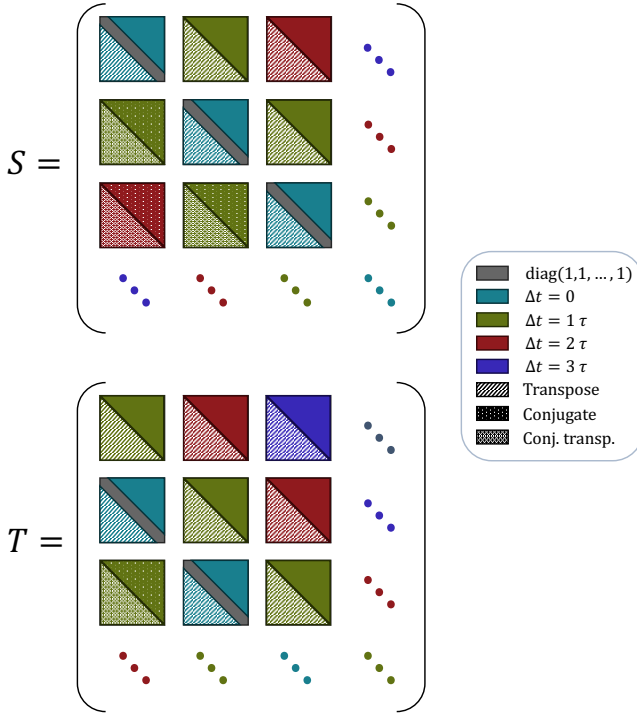 S =
diag(1,1, … , 1)
Δt = 0
Δt = 1 τ
Δt = 2 τ
Δt = 3 τ
Transpose
Conjugate
Conj. transp.
T =